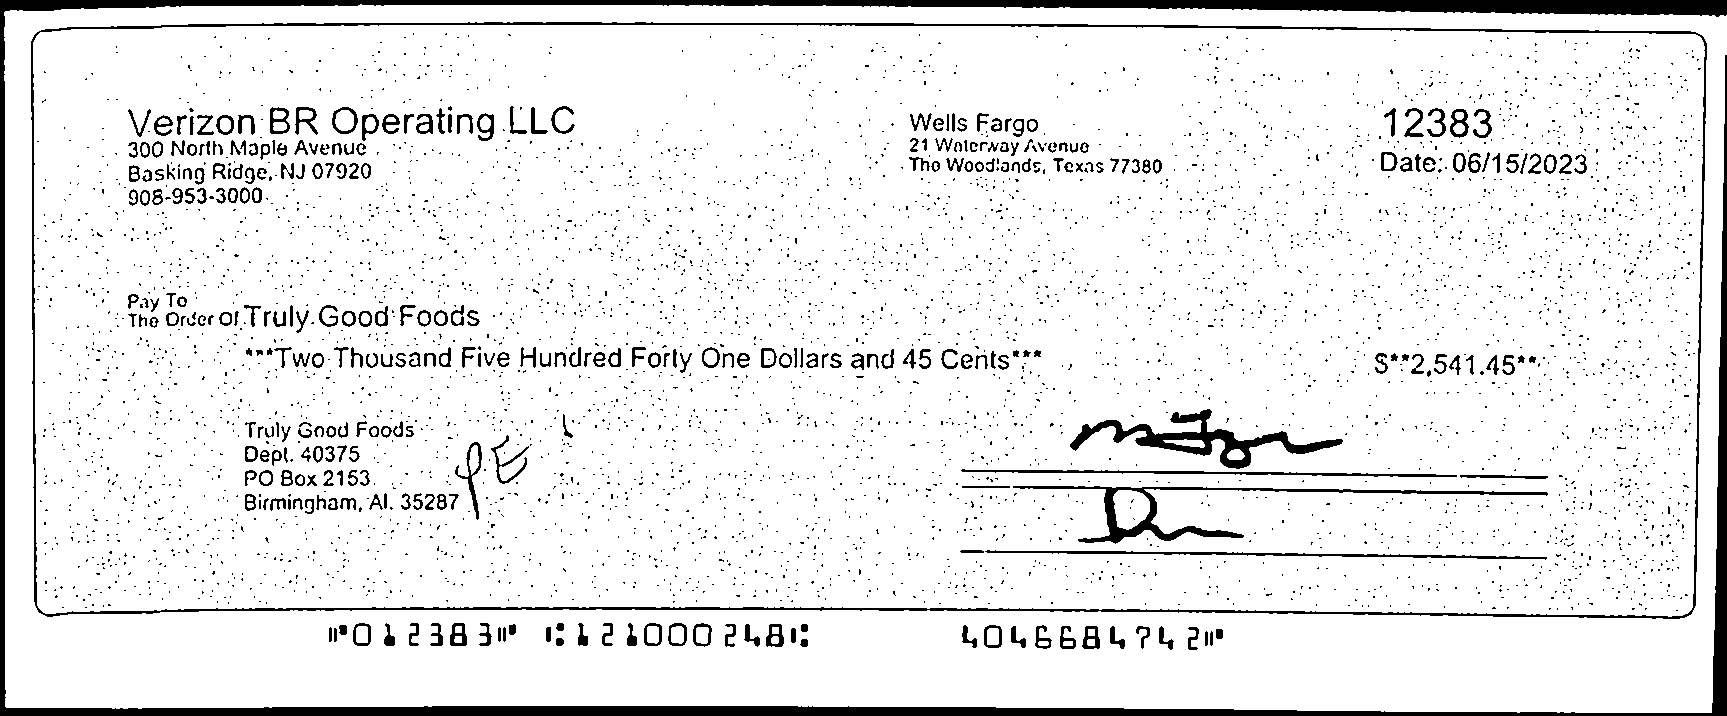 Verizon BR Operating LLC
300 North Maple Avenue
Basking Ridge, NJ 07920
908-953-3000
Wells Fargo
21 Waterway Avenue
The Woodlands, Texas 77380
12383
Date: 06/15/2023
Pay To
The Order Of Truly Good Foods
***Two Thousand Five Hundred Forty One Dollars and 45 Cents***
$**2,541.45**
Truly Good Foods
Dept. 40375
PO Box 2153
Birmingham, Al. 35287
PE
⑈012383⑈ ⑆121000248⑆ 4046684742⑈